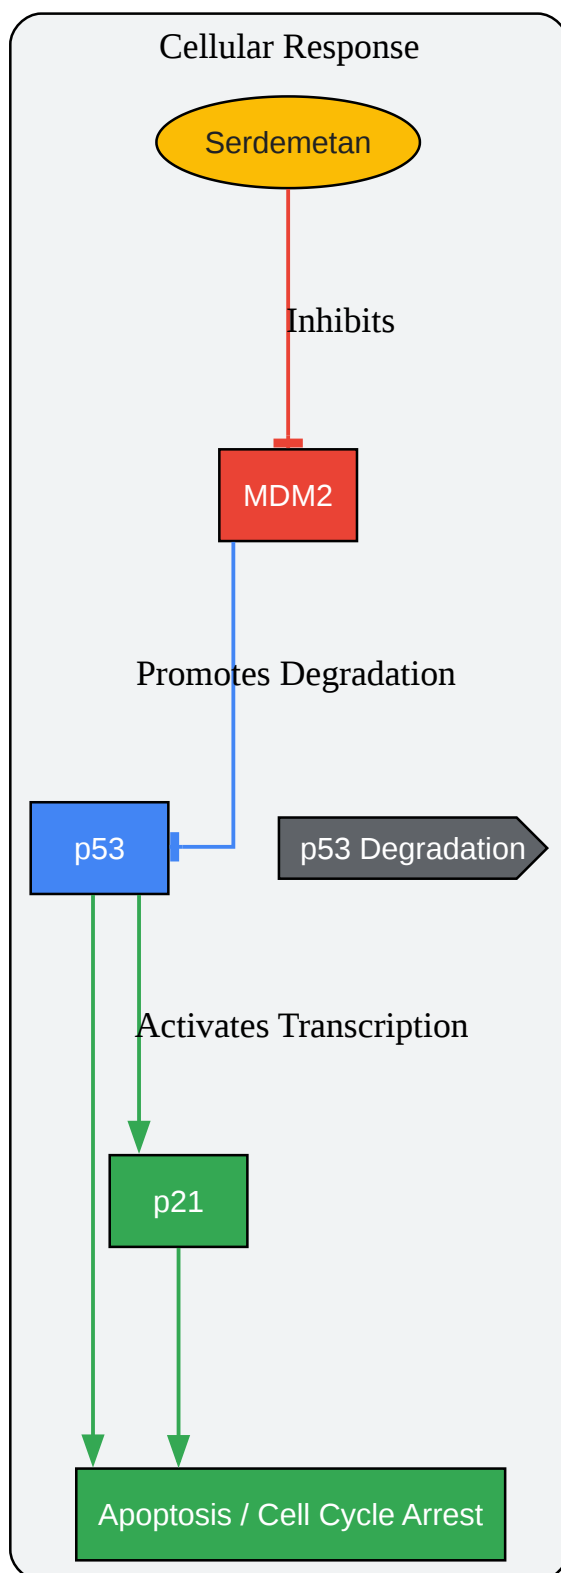 Cellular Response
Serdemetan
Inhibits
MDM2
Promotes Degradation
p53
p53 Degradation
Activates Transcription
p21
Apoptosis / Cell Cycle Arrest